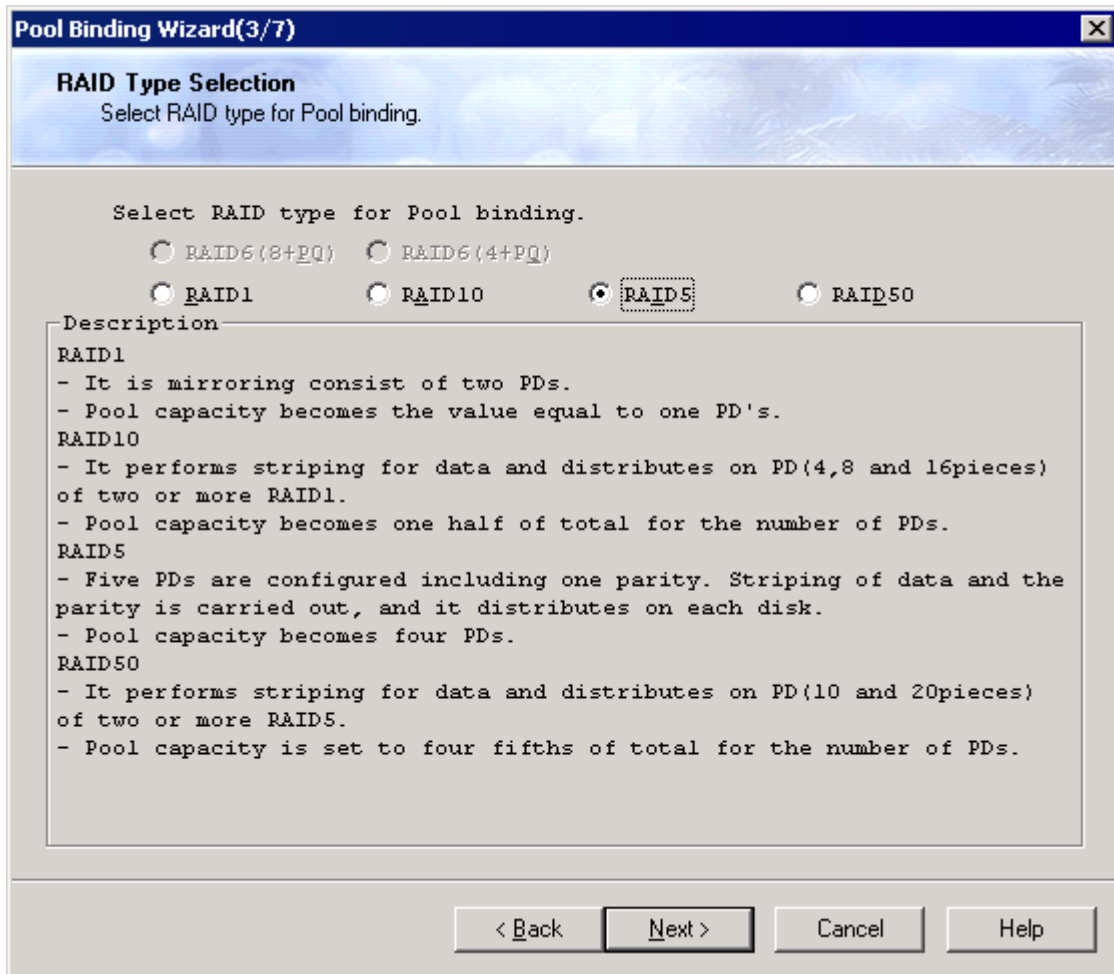 Pool Binding Wizard(3/7)
RAID Type Selection
Select RAID type for Pool binding.
Select RAID type for Pool binding.
RAID6(8+PQ) RAID6(4+PQ)
RAID1 RAID10 RAID5 RAID50
Description
RAID1
- It is mirroring consist of two PDs.
- Pool capacity becomes the value equal to one PD's.
RAID10
- It performs striping for data and distributes on PD(4,8 and 16pieces)
of two or more RAID1.
- Pool capacity becomes one half of total for the number of PDs.
RAID5
- Five PDs are configured including one parity. Striping of data and the
parity is carried out, and it distributes on each disk.
- Pool capacity becomes four PDs.
RAID50
- It performs striping for data and distributes on PD(10 and 20pieces)
of two or more RAID5.
- Pool capacity is set to four fifths of total for the number of PDs.
< Back Next > Cancel Help